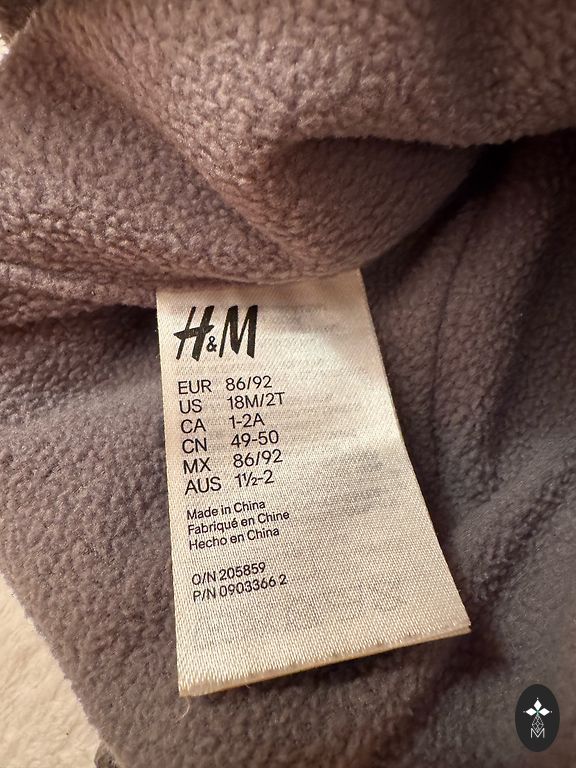 H&M
EUR 86/92
US 18M/2T
CA 1-2A
CN 49-50
MX 86/92
AUS 1½-2
Made in China
Fabriqué en Chine
Hecho en China
O/N 205859
P/N 0903366 2
M